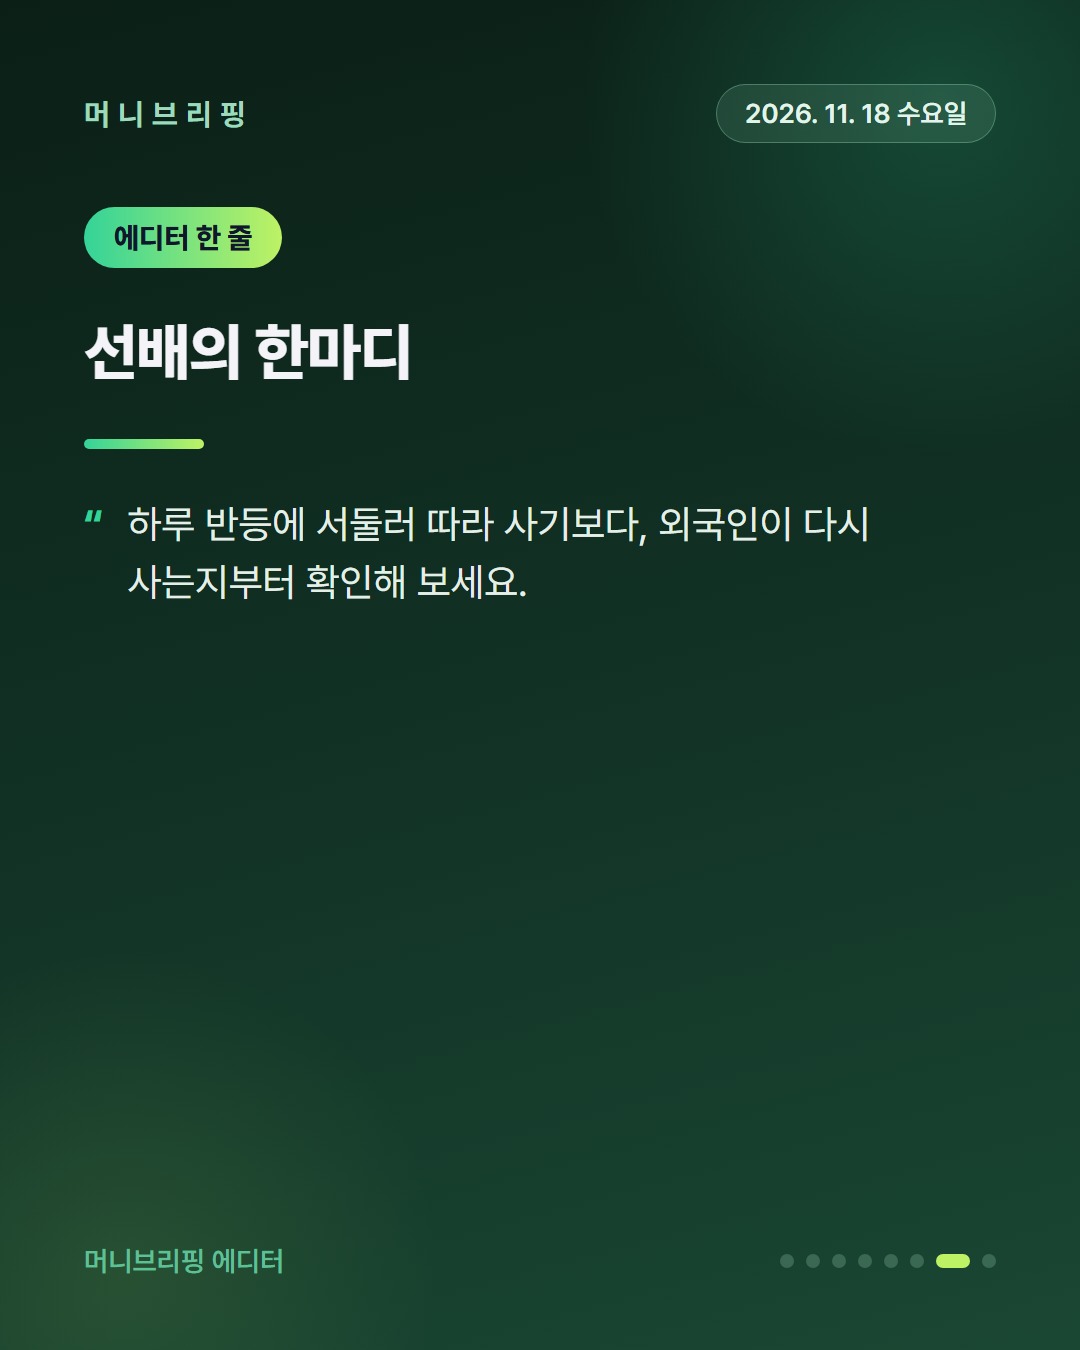 머니브리핑
2026. 11. 18 수요일
에디터 한 줄
선배의 한마디
“ 하루 반등에 서둘러 따라 사기보다, 외국인이 다시
사는지부터 확인해 보세요.
머니브리핑 에디터